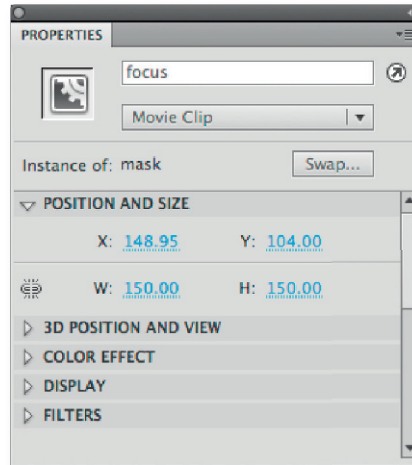 PROPERTIES
focus
Movie Clip
Instance of: mask Swap...
POSITION AND SIZE
X: 148.95 Y: 104.00
W: 150.00 H: 150.00
3D POSITION AND VIEW
COLOR EFFECT
DISPLAY
FILTERS